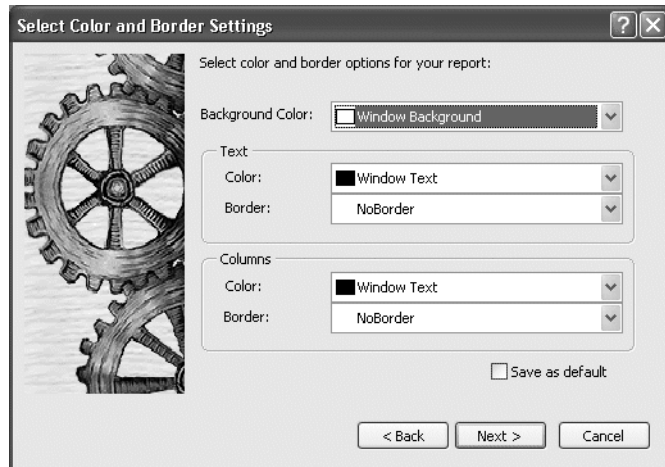 Select Color and Border Settings
Select color and border options for your report:
Background Color: Window Background
Text
Color: Window Text
Border: NoBorder
Columns
Color: Window Text
Border: NoBorder
Save as default
< Back Next > Cancel